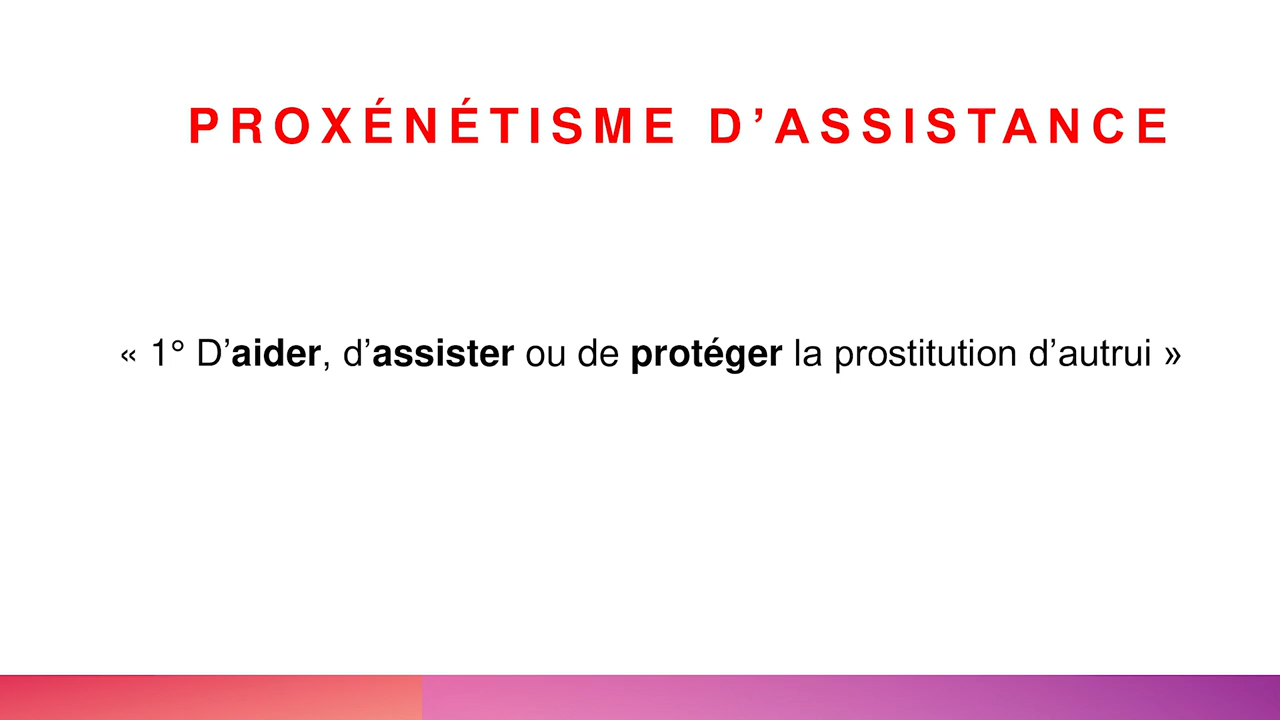 PROXÉNÉTISME D’ASSISTANCE
« 1° D’aider, d’assister ou de protéger la prostitution d’autrui »